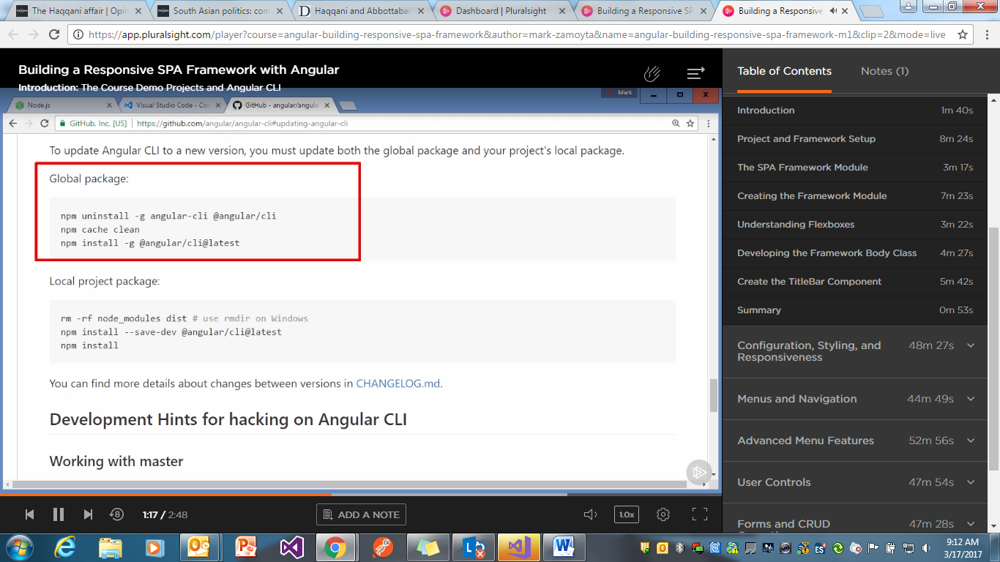 The Haqqani affair | Opin
South Asian politics: com
Haqqani and Abbottabad
Dashboard | Pluralsight
Building a Responsive SP
Building a Responsive
https://app.pluralsight.com/player?course=angular-building-responsive-spa-framework&author=mark-zamoyta&name=angular-building-responsive-spa-framework-m1&clip=2&mode=live
Building a Responsive SPA Framework with Angular
Introduction: The Course Demo Projects and Angular CLI
Mark
Node.js
Visual Studio Code - Co
GitHub - angular/angular
GitHub, Inc. [US]
https://github.com/angular/angular-cli#updating-angular-cli
To update Angular CLI to a new version, you must update both the global package and your project's local package.
Global package:
npm uninstall -g angular-cli @angular/cli
npm cache clean
npm install -g @angular/cli@latest
Local project package:
rm -rf node_modules dist # use rmdir on Windows
npm install --save-dev @angular/cli@latest
npm install
You can find more details about changes between versions in CHANGELOG.md.
Development Hints for hacking on Angular CLI
Working with master
1:17 / 2:48
ADD A NOTE
1.0x
Table of Contents
Notes (1)
Introduction 1m 40s
Project and Framework Setup 8m 24s
The SPA Framework Module 3m 17s
Creating the Framework Module 7m 23s
Understanding Flexboxes 3m 22s
Developing the Framework Body Class 4m 27s
Create the TitleBar Component 5m 42s
Summary 0m 53s
Configuration, Styling, and 48m 27s
Responsiveness
Menus and Navigation 44m 49s
Advanced Menu Features 52m 56s
User Controls 47m 54s
Forms and CRUD 47m 28s
9:12 AM
3/17/2017